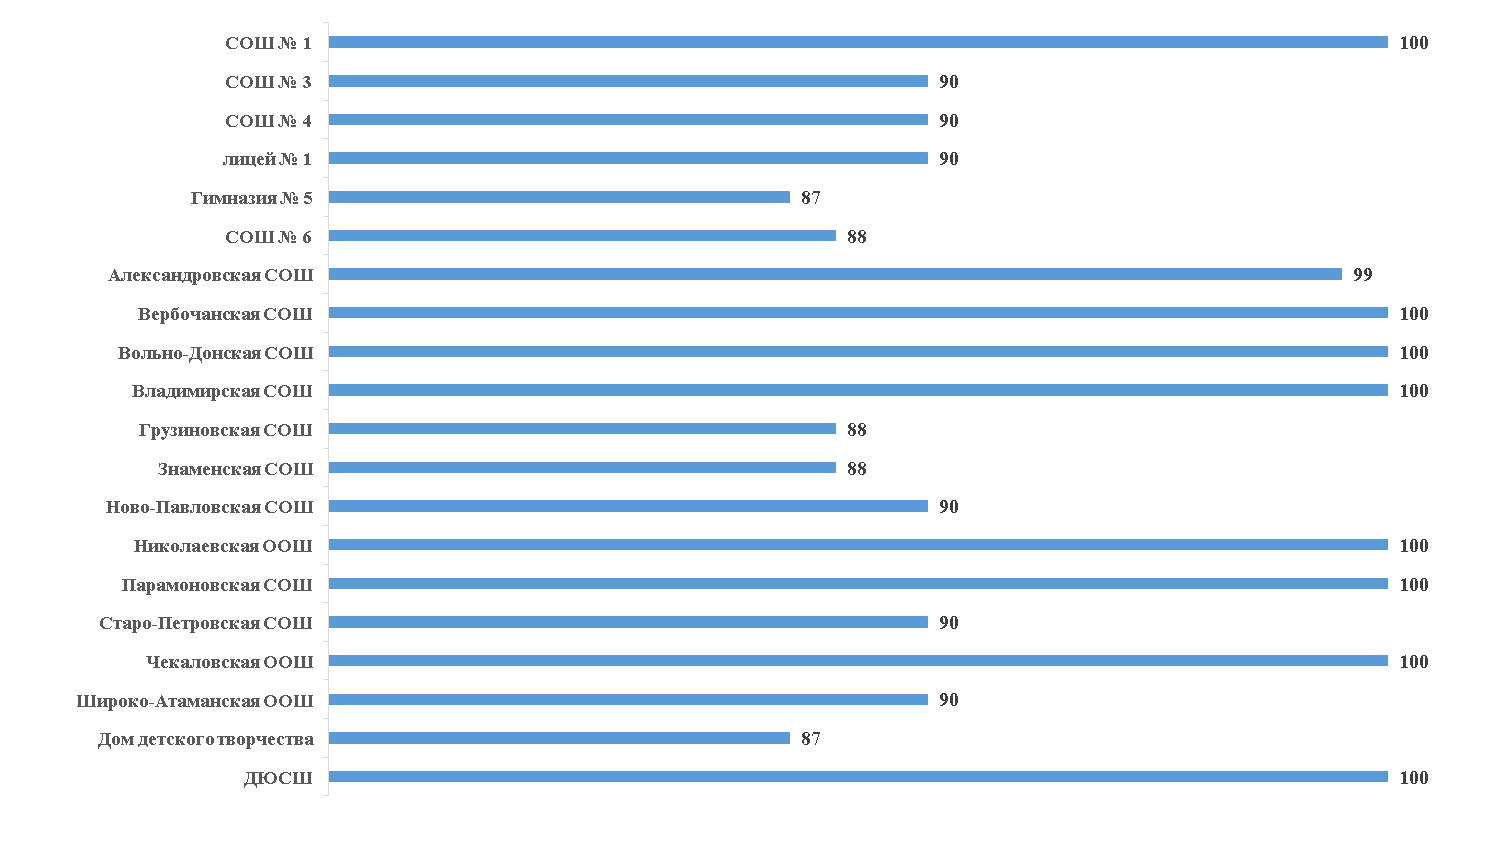 СОШ № 1 100
СОШ № 3 90
СОШ № 4 90
лицей № 1 90
Гимназия № 5 87
СОШ № 6 88
Александровская СОШ 99
Вербочанская СОШ 100
Вольно-Донская СОШ 100
Владимирская СОШ 100
Грузиновская СОШ 88
Знаменская СОШ 88
Ново-Павловская СОШ 90
Николаевская ООШ 100
Парамоновская СОШ 100
Старо-Петровская СОШ 90
Чекаловская ООШ 100
Широко-Атаманская ООШ 90
Дом детского творчества 87
ДЮСШ 100